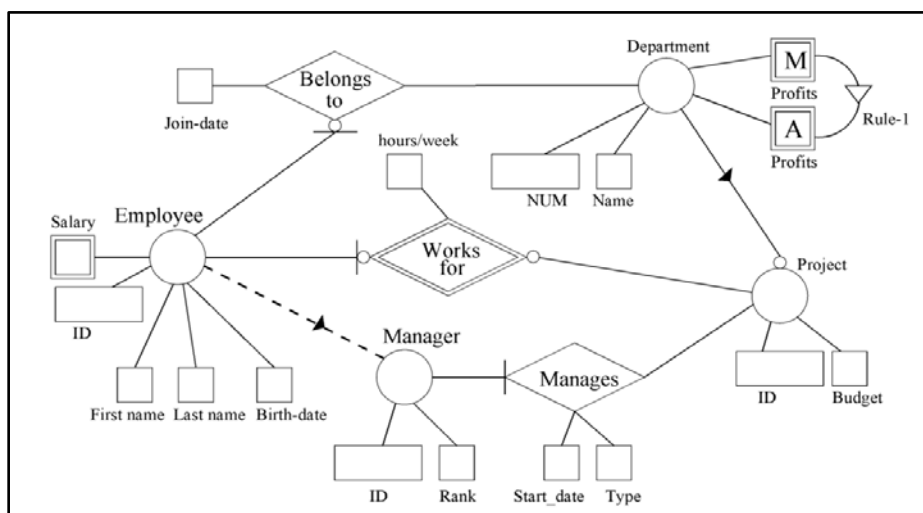 Department
M
Profits
Belongs
to
Join-date
A
Profits
Rule-1
hours/week
NUM
Name
Employee
Salary
Works
for
Project
ID
Manager
Manages
ID
Budget
First name
Last name
Birth-date
ID
Rank
Start_date
Type